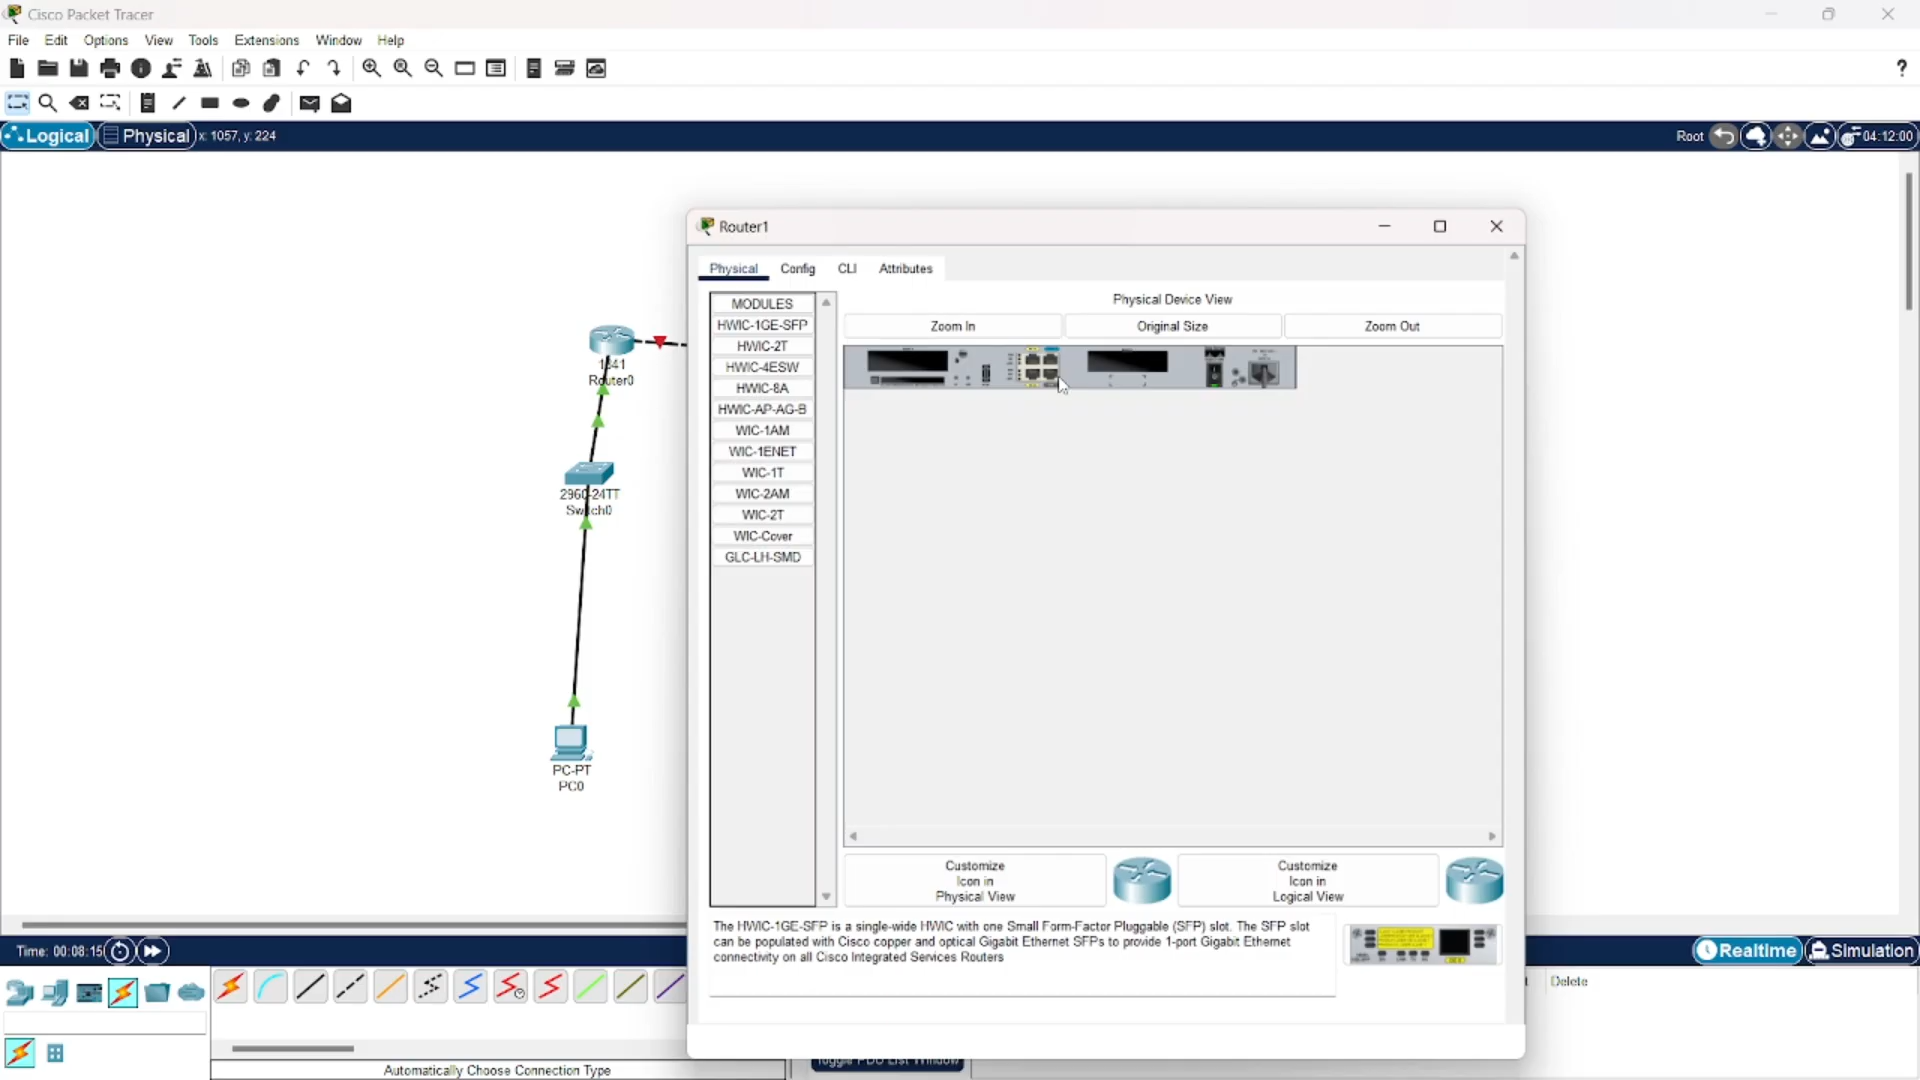 Cisco Packet Tracer
File Edit Options View Tools Extensions Window Help
?
Logical Physical x: 1057, y: 224
Root 04:12:00
Router1
Physical Config CLI Attributes
MODULES
HWIC-1GE-SFP
HWIC-2T
HWIC-4ESW
HWIC-8A
HWIC-AP-AG-B
WIC-1AM
WIC-1ENET
WIC-1T
WIC-2AM
WIC-2T
WIC-Cover
GLC-LH-SMD
Physical Device View
Zoom In Original Size Zoom Out
1841
Router0
2960-24TT
Switch0
PC-PT
PC0
Customize
Icon in
Physical View
Customize
Icon in
Logical View
The HWIC-1GE-SFP is a single-wide HWIC with one Small Form-Factor Pluggable (SFP) slot. The SFP slot
can be populated with Cisco copper and optical Gigabit Ethernet SFPs to provide 1-port Gigabit Ethernet
connectivity on all Cisco Integrated Services Routers
Time: 00:08:15
Realtime Simulation
t Delete
Automatically Choose Connection Type
Toggle PDU List Window